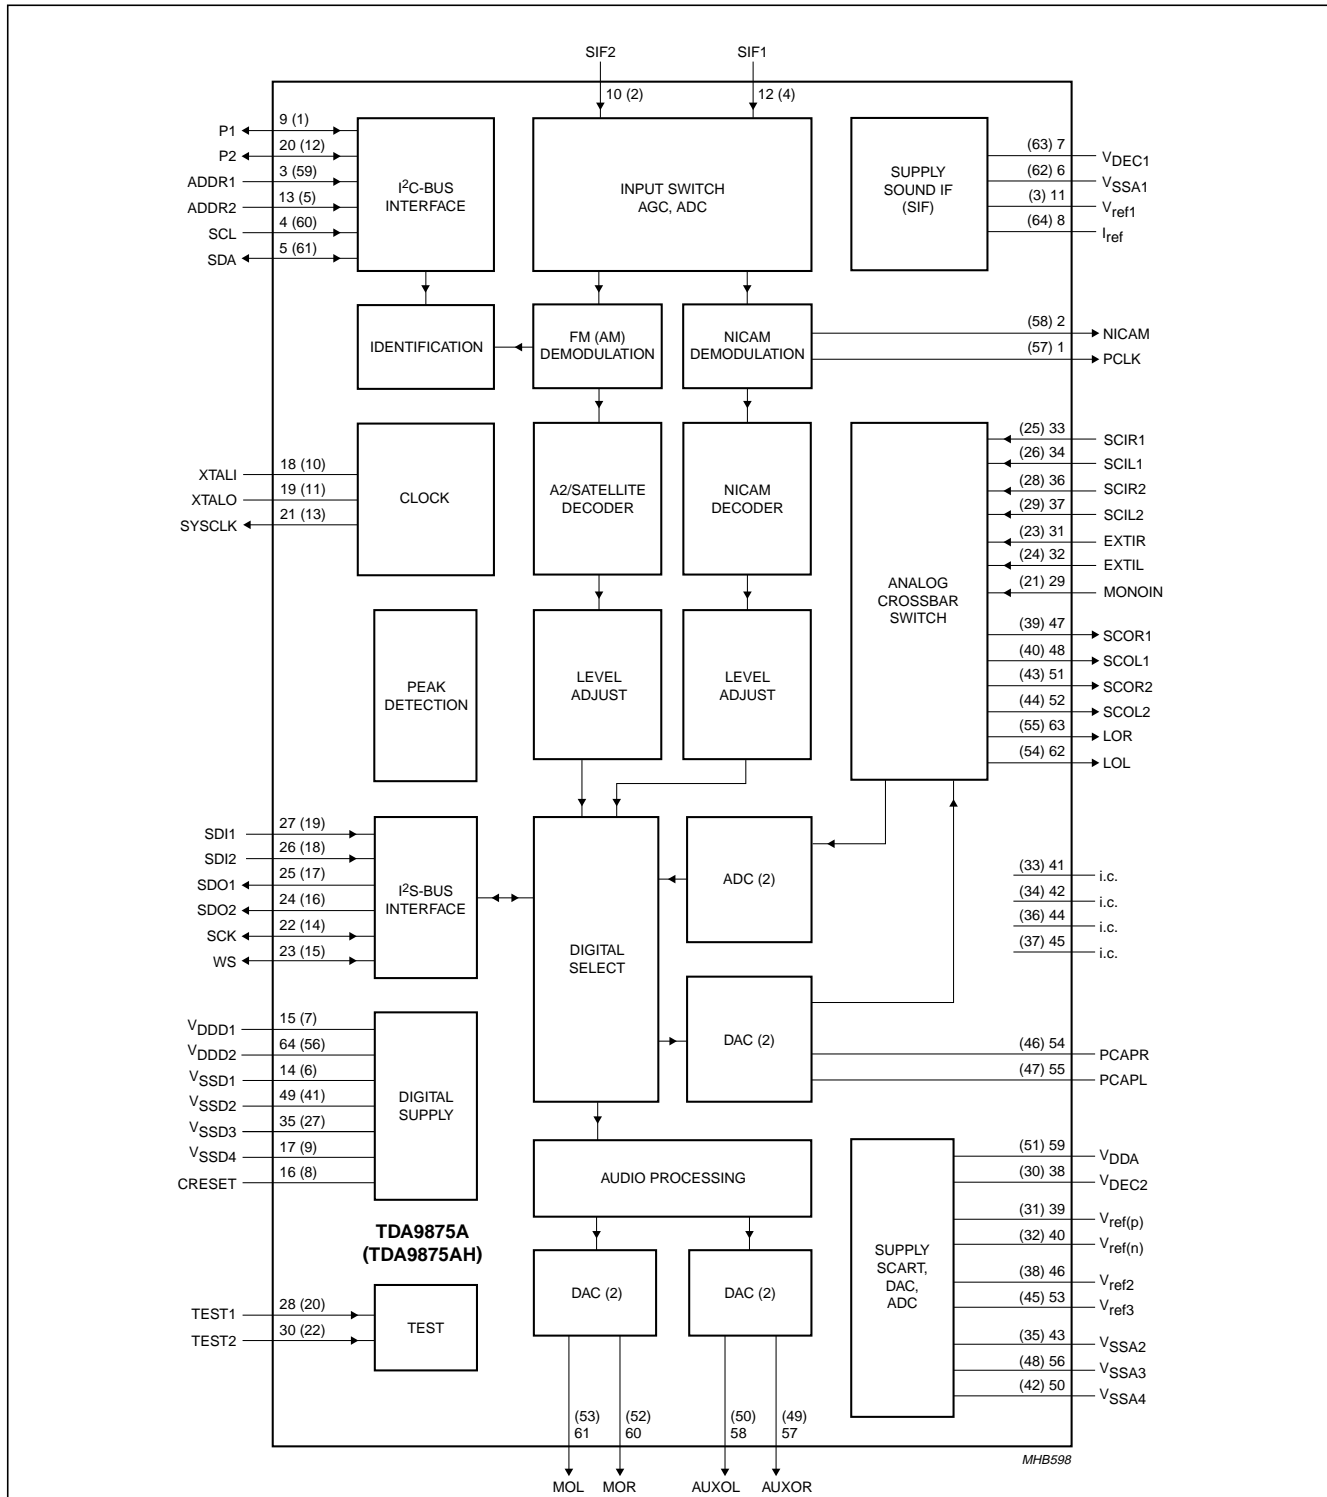 SIF2
SIF1
10 (2)
12 (4)
P1
9 (1)
P2
20 (12)
ADDR1
3 (59)
ADDR2
13 (5)
SCL
4 (60)
SDA
5 (61)
I2C-BUS
INTERFACE
INPUT SWITCH
AGC, ADC
SUPPLY
SOUND IF
(SIF)
(63) 7
VDEC1
(62) 6
VSSA1
(3) 11
Vref1
(64) 8
Iref
IDENTIFICATION
FM (AM)
DEMODULATION
NICAM
DEMODULATION
(58) 2
NICAM
(57) 1
PCLK
XTALI
18 (10)
XTALO
19 (11)
SYSCLK
21 (13)
CLOCK
A2/SATELLITE
DECODER
NICAM
DECODER
ANALOG
CROSSBAR
SWITCH
(25) 33
SCIR1
(26) 34
SCIL1
(28) 36
SCIR2
(29) 37
SCIL2
(23) 31
EXTIR
(24) 32
EXTIL
(21) 29
MONOIN
(39) 47
SCOR1
(40) 48
SCOL1
(43) 51
SCOR2
(44) 52
SCOL2
(55) 63
LOR
(54) 62
LOL
PEAK
DETECTION
LEVEL
ADJUST
LEVEL
ADJUST
SDI1
27 (19)
SDI2
26 (18)
SDO1
25 (17)
SDO2
24 (16)
SCK
22 (14)
WS
23 (15)
I2S-BUS
INTERFACE
DIGITAL
SELECT
ADC (2)
DAC (2)
(33) 41
i.c.
(34) 42
i.c.
(36) 44
i.c.
(37) 45
i.c.
(46) 54
PCAPR
(47) 55
PCAPL
VDDD1
15 (7)
VDDD2
64 (56)
VSSD1
14 (6)
VSSD2
49 (41)
VSSD3
35 (27)
VSSD4
17 (9)
CRESET
16 (8)
DIGITAL
SUPPLY
AUDIO PROCESSING
TDA9875A
(TDA9875AH)
DAC (2)
DAC (2)
SUPPLY
SCART,
DAC,
ADC
(51) 59
VDDA
(30) 38
VDEC2
(31) 39
Vref(p)
(32) 40
Vref(n)
(38) 46
Vref2
(45) 53
Vref3
(35) 43
VSSA2
(48) 56
VSSA3
(42) 50
VSSA4
TEST1
28 (20)
TEST2
30 (22)
TEST
(53)
61
(52)
60
(50)
58
(49)
57
MOL
MOR
AUXOL
AUXOR
MHB598